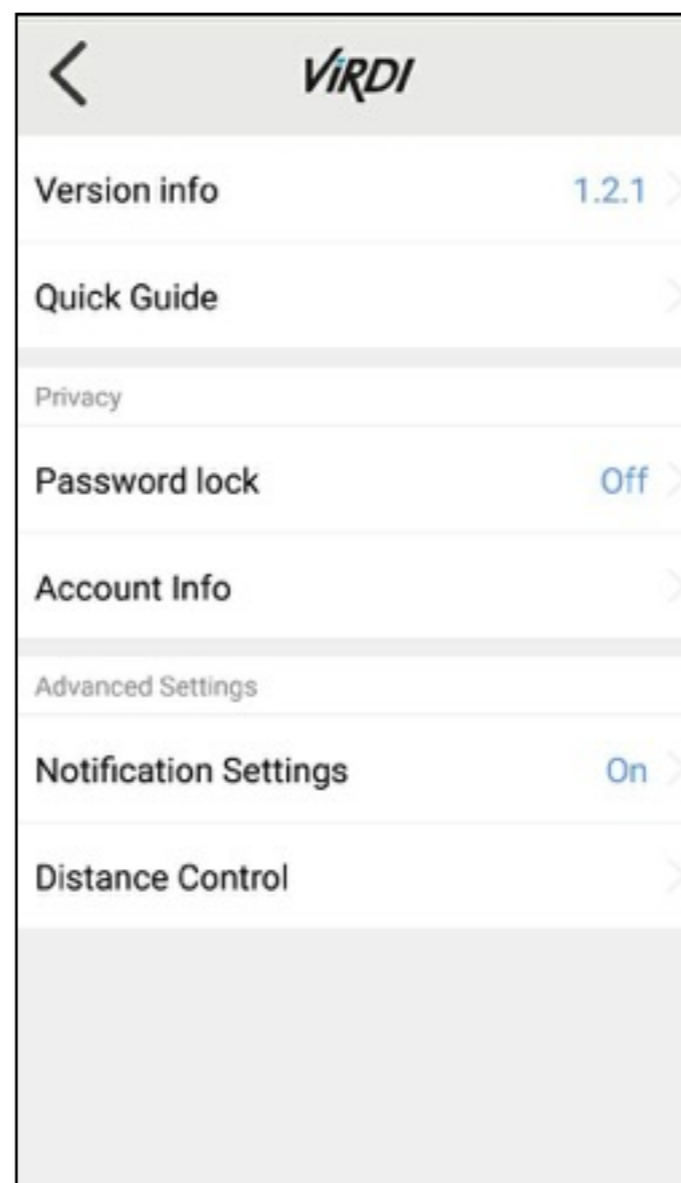 ViRDI
Version info 1.2.1
Quick Guide
Privacy
Password lock Off
Account Info
Advanced Settings
Notification Settings On
Distance Control